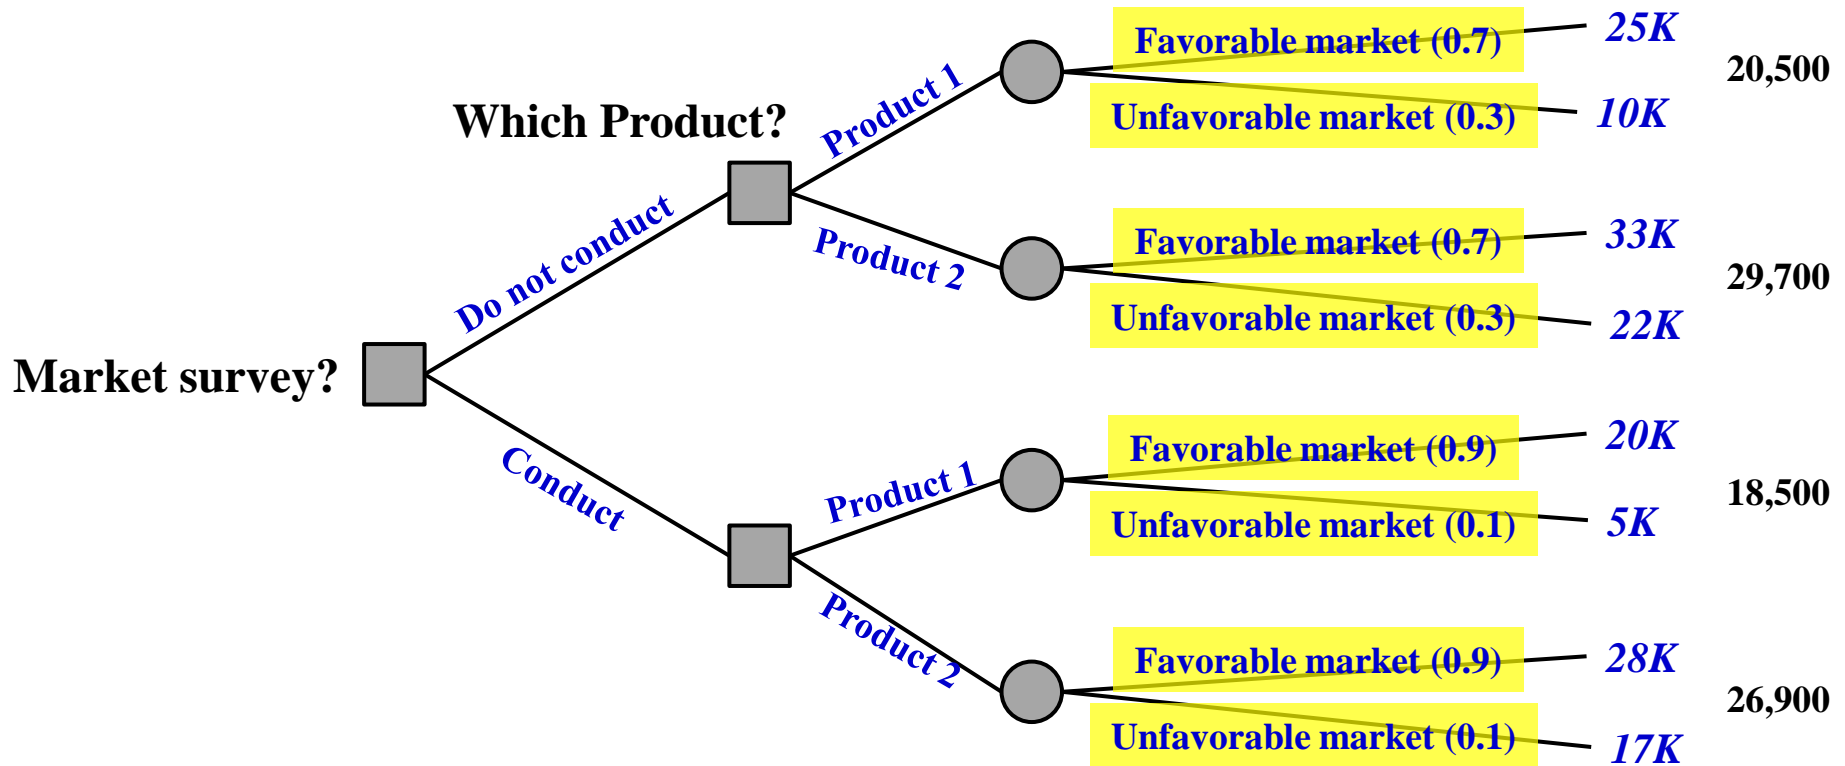 Favorable market (0.7)
25K
20,500
Unfavorable market (0.3)
10K
Which Product?
Product 1
Product 2
Favorable market (0.7)
33K
29,700
Unfavorable market (0.3)
22K
Do not conduct
Market survey?
Conduct
Product 1
Favorable market (0.9)
20K
18,500
Unfavorable market (0.1)
5K
Product 2
Favorable market (0.9)
28K
26,900
Unfavorable market (0.1)
17K